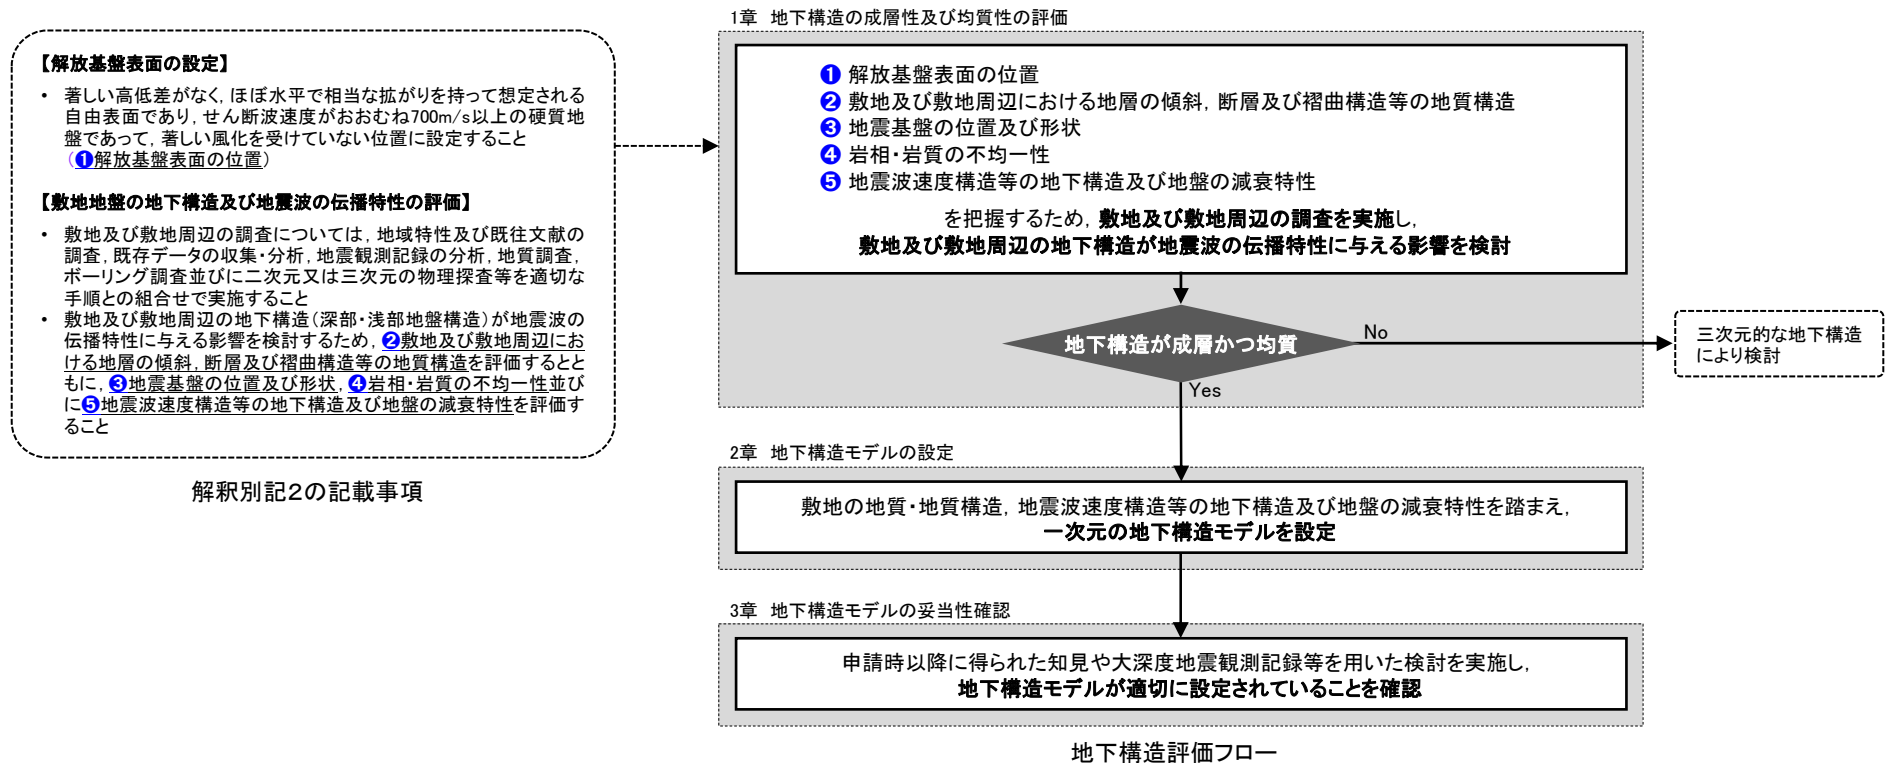 【解放基盤表面の設定】
• 著しい高低差がなく，ほぼ水平で相当な拡がりを持って想定される
自由表面であり，せん断波速度がおおむね700m/s以上の硬質地
盤であって，著しい風化を受けていない位置に設定すること
（❶解放基盤表面の位置）
【敷地地盤の地下構造及び地震波の伝播特性の評価】
• 敷地及び敷地周辺の調査については，地域特性及び既往文献の
調査，既存データの収集・分析，地震観測記録の分析，地質調査，
ボーリング調査並びに二次元又は三次元の物理探査等を適切な
手順との組合せで実施すること
• 敷地及び敷地周辺の地下構造（深部・浅部地盤構造）が地震波の
伝播特性に与える影響を検討するため，❷敷地及び敷地周辺にお
ける地層の傾斜，断層及び褶曲構造等の地質構造を評価するとと
もに，❸地震基盤の位置及び形状，❹岩相・岩質の不均一性並び
に❺地震波速度構造等の地下構造及び地盤の減衰特性を評価す
ること
解釈別記２の記載事項
1章 地下構造の成層性及び均質性の評価
❶ 解放基盤表面の位置
❷ 敷地及び敷地周辺における地層の傾斜，断層及び褶曲構造等の地質構造
❸ 地震基盤の位置及び形状
❹ 岩相・岩質の不均一性
❺ 地震波速度構造等の地下構造及び地盤の減衰特性
を把握するため，敷地及び敷地周辺の調査を実施し，
敷地及び敷地周辺の地下構造が地震波の伝播特性に与える影響を検討
地下構造が成層かつ均質
No
三次元的な地下構造
により検討
Yes
2章 地下構造モデルの設定
敷地の地質・地質構造，地震波速度構造等の地下構造及び地盤の減衰特性を踏まえ，
一次元の地下構造モデルを設定
3章 地下構造モデルの妥当性確認
申請時以降に得られた知見や大深度地震観測記録等を用いた検討を実施し，
地下構造モデルが適切に設定されていることを確認
地下構造評価フロー